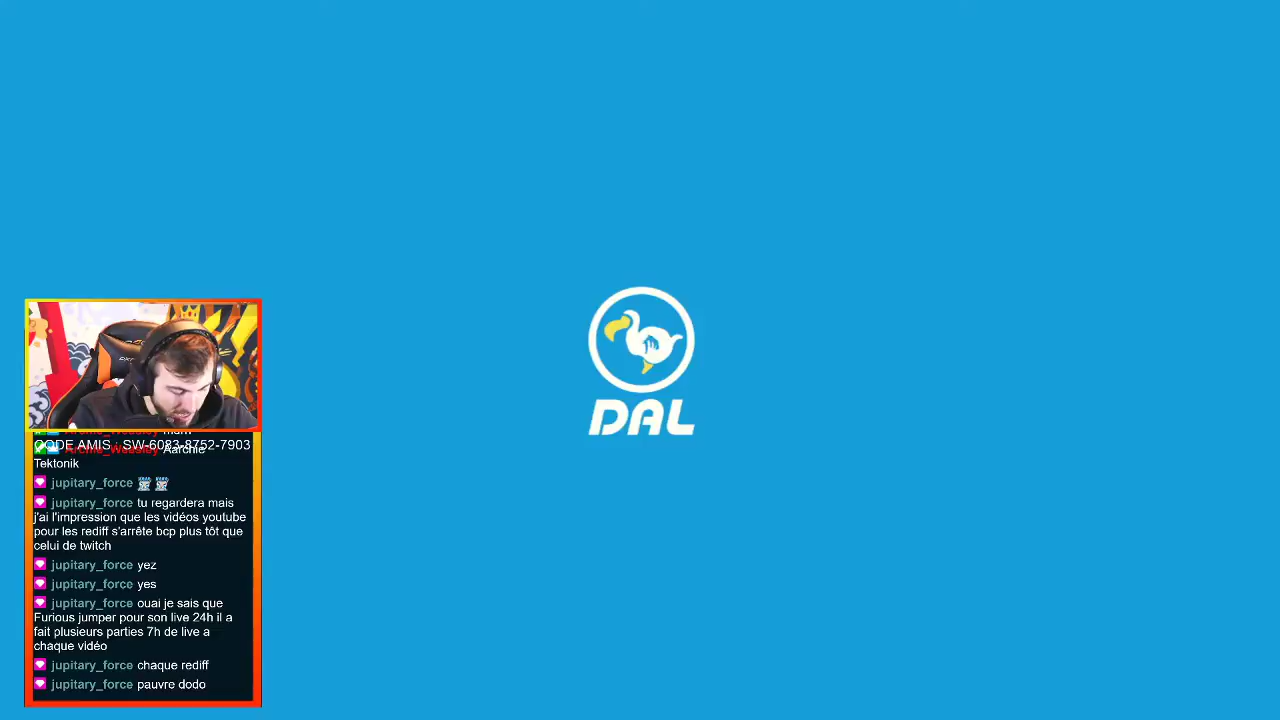 DAL
CODE AMIS : SW-6083-8752-7903
Archie_Weasley Aarchie
Tektonik
jupitary_force
jupitary_force tu regardera mais
j'ai l'impression que les vidéos youtube
pour les rediff s'arrête bcp plus tôt que
celui de twitch
jupitary_force yez
jupitary_force yes
jupitary_force ouai je sais que
Furious jumper pour son live 24h il a
fait plusieurs parties 7h de live a
chaque vidéo
jupitary_force chaque rediff
jupitary_force pauvre dodo